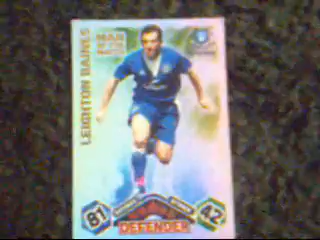 LEIGHTON BAINES
MAN
OF THE
MATCH
81
42
DEFENDER